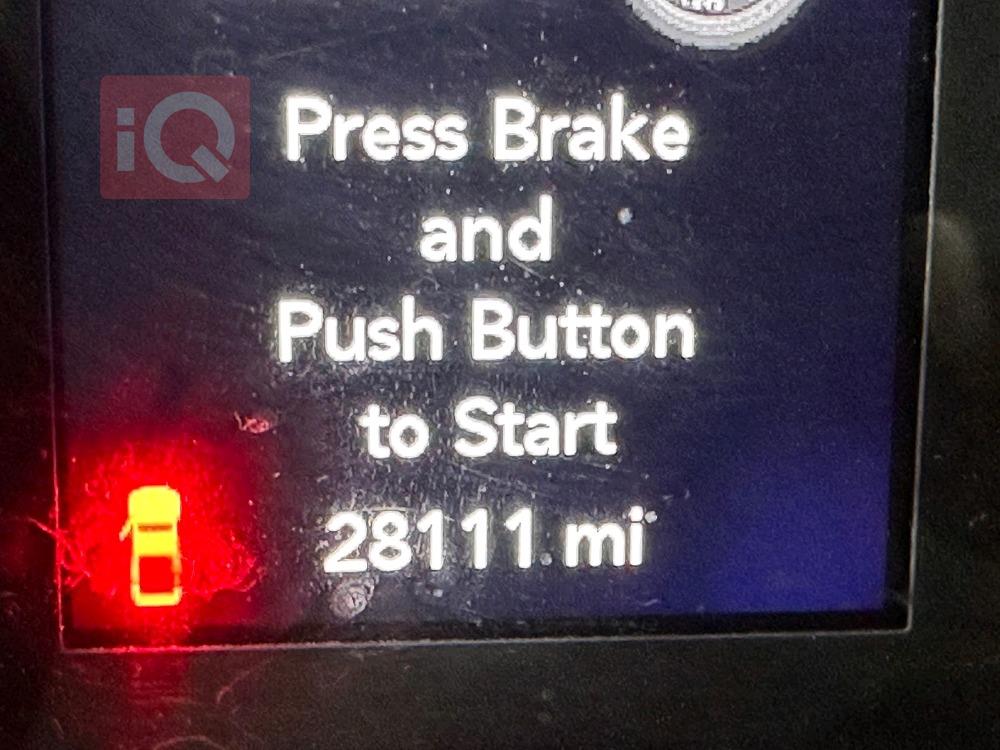 iQ
Press Brake
and
Push Button
to Start
28111 mi